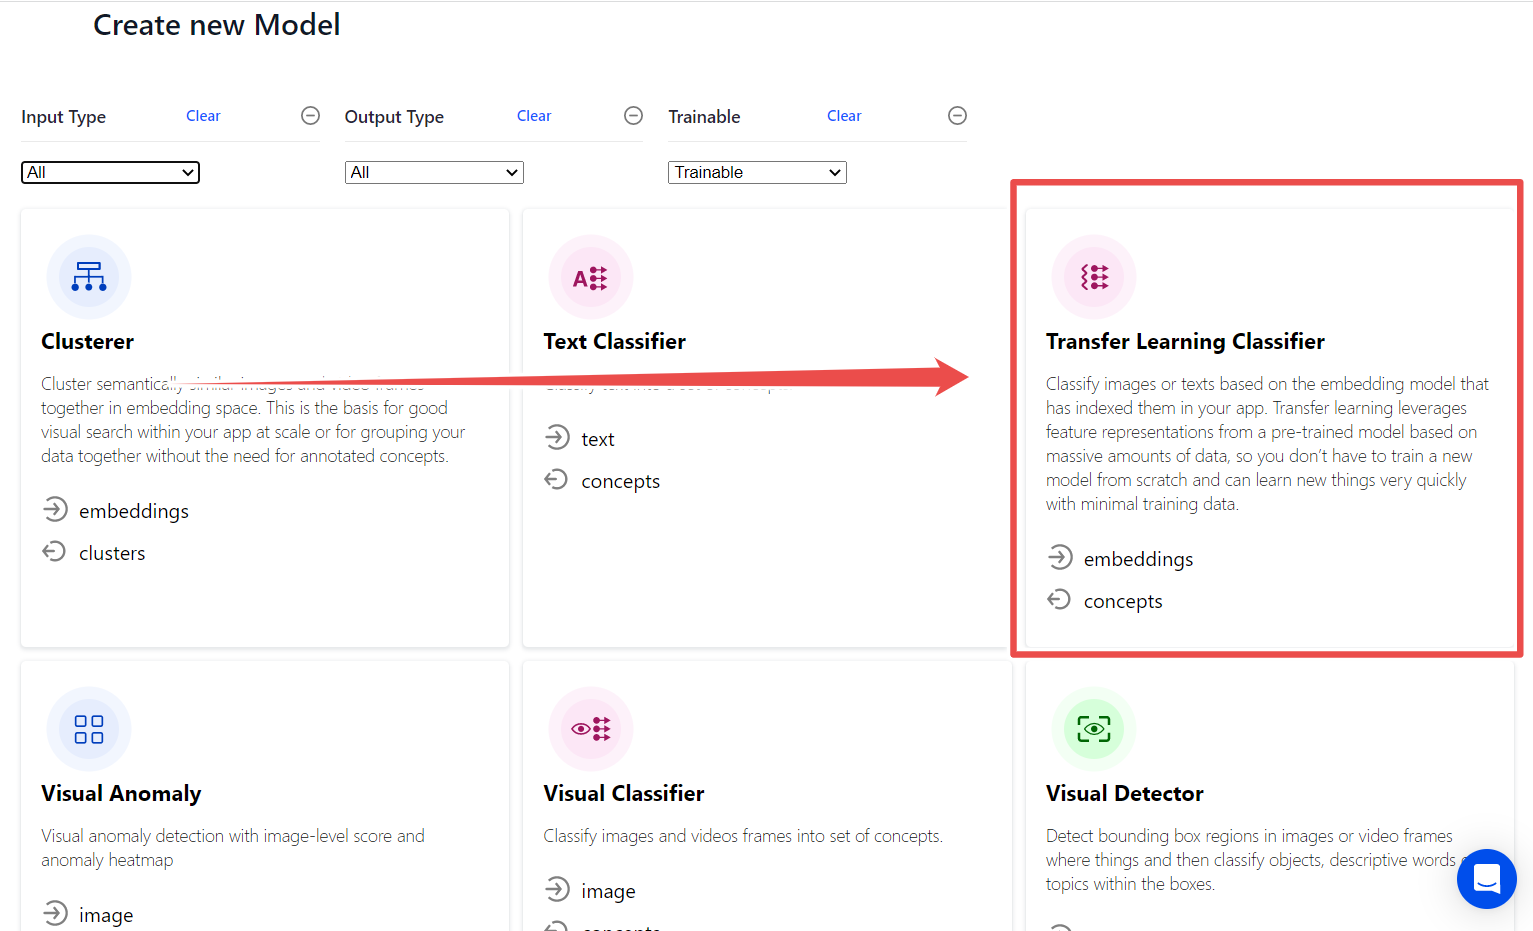 Create new Model
Input Type Clear
Output Type Clear
Trainable Clear
All
All
Trainable
Clusterer
Cluster semantically similar images and video frames
together in embedding space. This is the basis for good
visual search within your app at scale or for grouping your
data together without the need for annotated concepts.
embeddings
clusters
Text Classifier
text
concepts
Transfer Learning Classifier
Classify images or texts based on the embedding model that
has indexed them in your app. Transfer learning leverages
feature representations from a pre-trained model based on
massive amounts of data, so you don’t have to train a new
model from scratch and can learn new things very quickly
with minimal training data.
embeddings
concepts
Visual Anomaly
Visual anomaly detection with image-level score and
anomaly heatmap
image
Visual Classifier
Classify images and videos frames into set of concepts.
image
concepts
Visual Detector
Detect bounding box regions in images or video frames
where things and then classify objects, descriptive words
topics within the boxes.